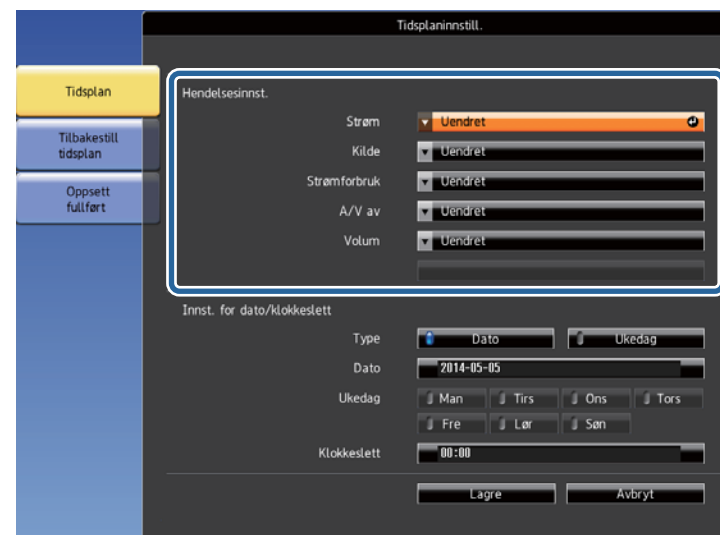 Tidsplaninnstill.
Tidsplan
Tilbakestill
tidsplan
Oppsett
fullført
Hendelsesinnst.
Strøm Uendret
Kilde Uendret
Strømforbruk Uendret
A/V av Uendret
Volum Uendret
Innst. for dato/klokkeslett
Type Dato Ukedag
Dato 2014-05-05
Ukedag Man Tirs Ons Tors
Fre Lør Søn
Klokkeslett 00:00
Lagre Avbryt